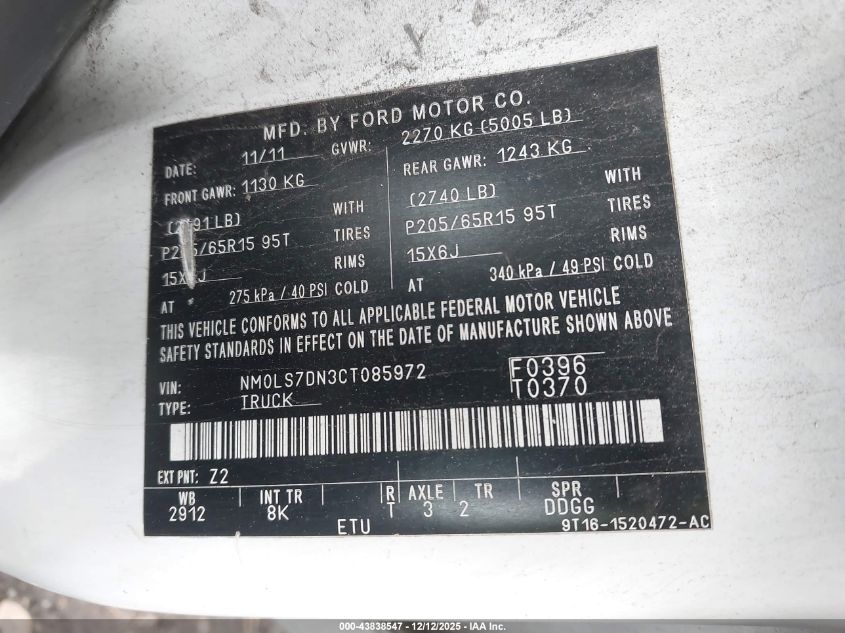 MFD. BY FORD MOTOR CO.
DATE: 11/11 GVWR: 2270 KG (5005 LB)
FRONT GAWR: 1130 KG REAR GAWR: 1243 KG
WITH (2740 LB) WITH
P205/65R15 95T TIRES P205/65R15 95T TIRES
RIMS 15X6J RIMS
AT 275 kPa / 40 PSI COLD AT 340 kPa / 49 PSI COLD
THIS VEHICLE CONFORMS TO ALL APPLICABLE FEDERAL MOTOR VEHICLE
SAFETY STANDARDS IN EFFECT ON THE DATE OF MANUFACTURE SHOWN ABOVE
VIN: NM0LS7DN3CT085972 F0396
TYPE: TRUCK T0370
EXT PNT: Z2
WB INT TR R AXLE TR SPR
2912 8K T 3 2 DDGG
ETU 9T16-1520472-AC
000-43838547 - 12/12/2025 - IAA Inc.